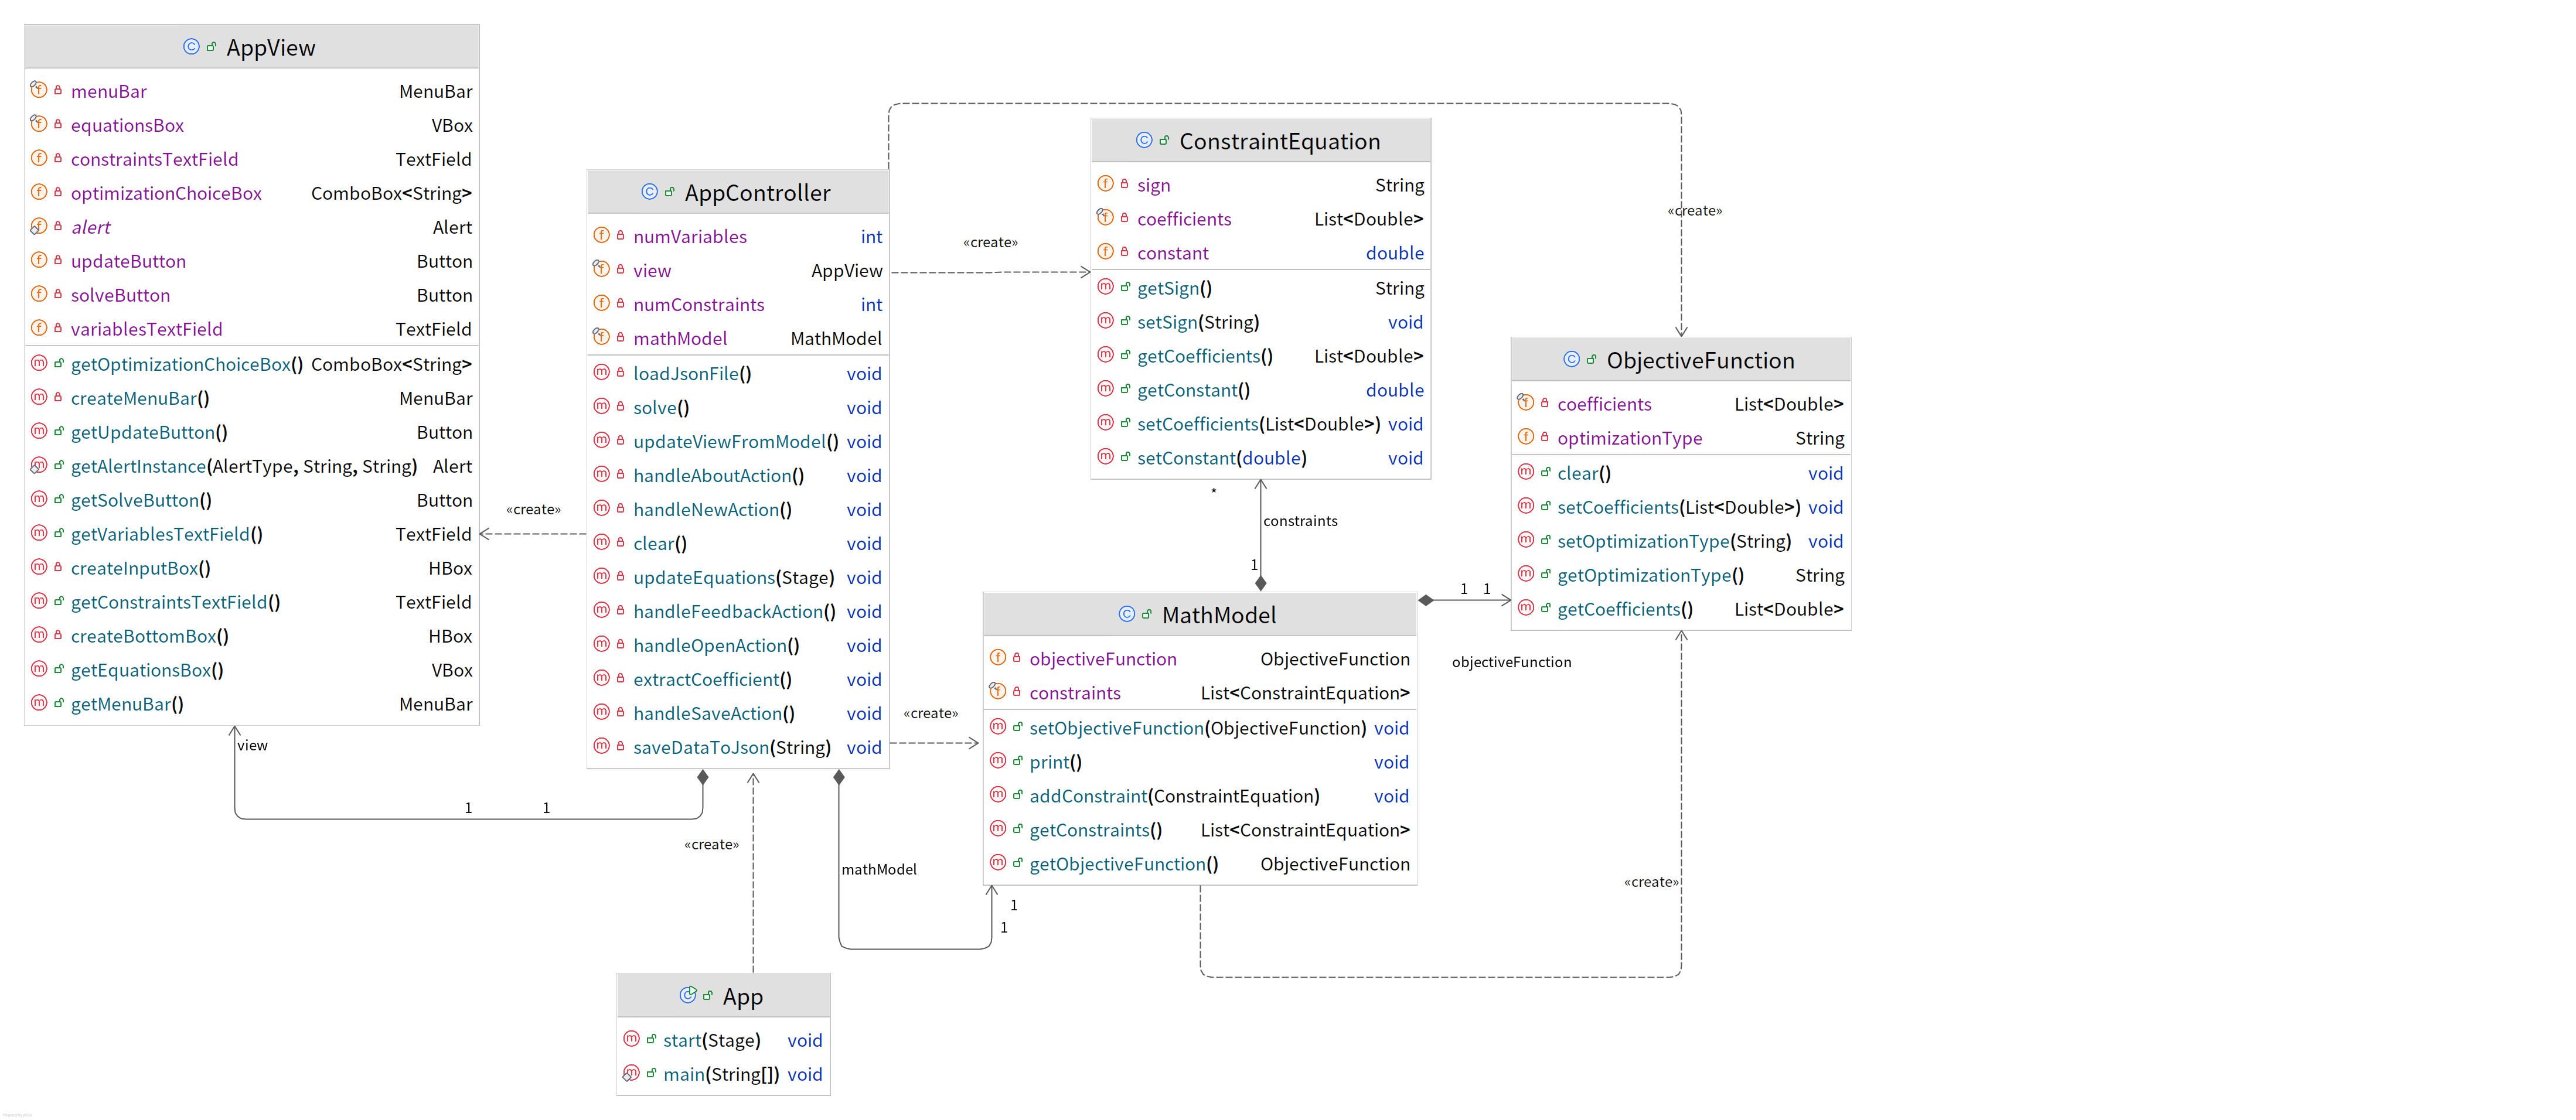 AppView
menuBar MenuBar
equationsBox VBox
constraintsTextField TextField
optimizationChoiceBox ComboBox<String>
alert Alert
updateButton Button
solveButton Button
variablesTextField TextField
getOptimizationChoiceBox() ComboBox<String>
createMenuBar() MenuBar
getUpdateButton() Button
getAlertInstance(AlertType, String, String) Alert
getSolveButton() Button
getVariablesTextField() TextField
createInputBox() HBox
getConstraintsTextField() TextField
createBottomBox() HBox
getEquationsBox() VBox
getMenuBar() MenuBar
view
1 1
«create»
AppController
numVariables int
view AppView
numConstraints int
mathModel MathModel
loadJsonFile() void
solve() void
updateViewFromModel() void
handleAboutAction() void
handleNewAction() void
clear() void
updateEquations(Stage) void
handleFeedbackAction() void
handleOpenAction() void
extractCoefficient() void
handleSaveAction() void
saveDataToJson(String) void
«create»
«create»
mathModel
1
1
App
start(Stage) void
main(String[]) void
«create»
ConstraintEquation
sign String
coefficients List<Double>
constant double
getSign() String
setSign(String) void
getCoefficients() List<Double>
getConstant() double
setCoefficients(List<Double>) void
setConstant(double) void
*
constraints
1
MathModel
objectiveFunction ObjectiveFunction
constraints List<ConstraintEquation>
setObjectiveFunction(ObjectiveFunction) void
print() void
addConstraint(ConstraintEquation) void
getConstraints() List<ConstraintEquation>
getObjectiveFunction() ObjectiveFunction
1 1
objectiveFunction
«create»
ObjectiveFunction
coefficients List<Double>
optimizationType String
clear() void
setCoefficients(List<Double>) void
setOptimizationType(String) void
getOptimizationType() String
getCoefficients() List<Double>
«create»